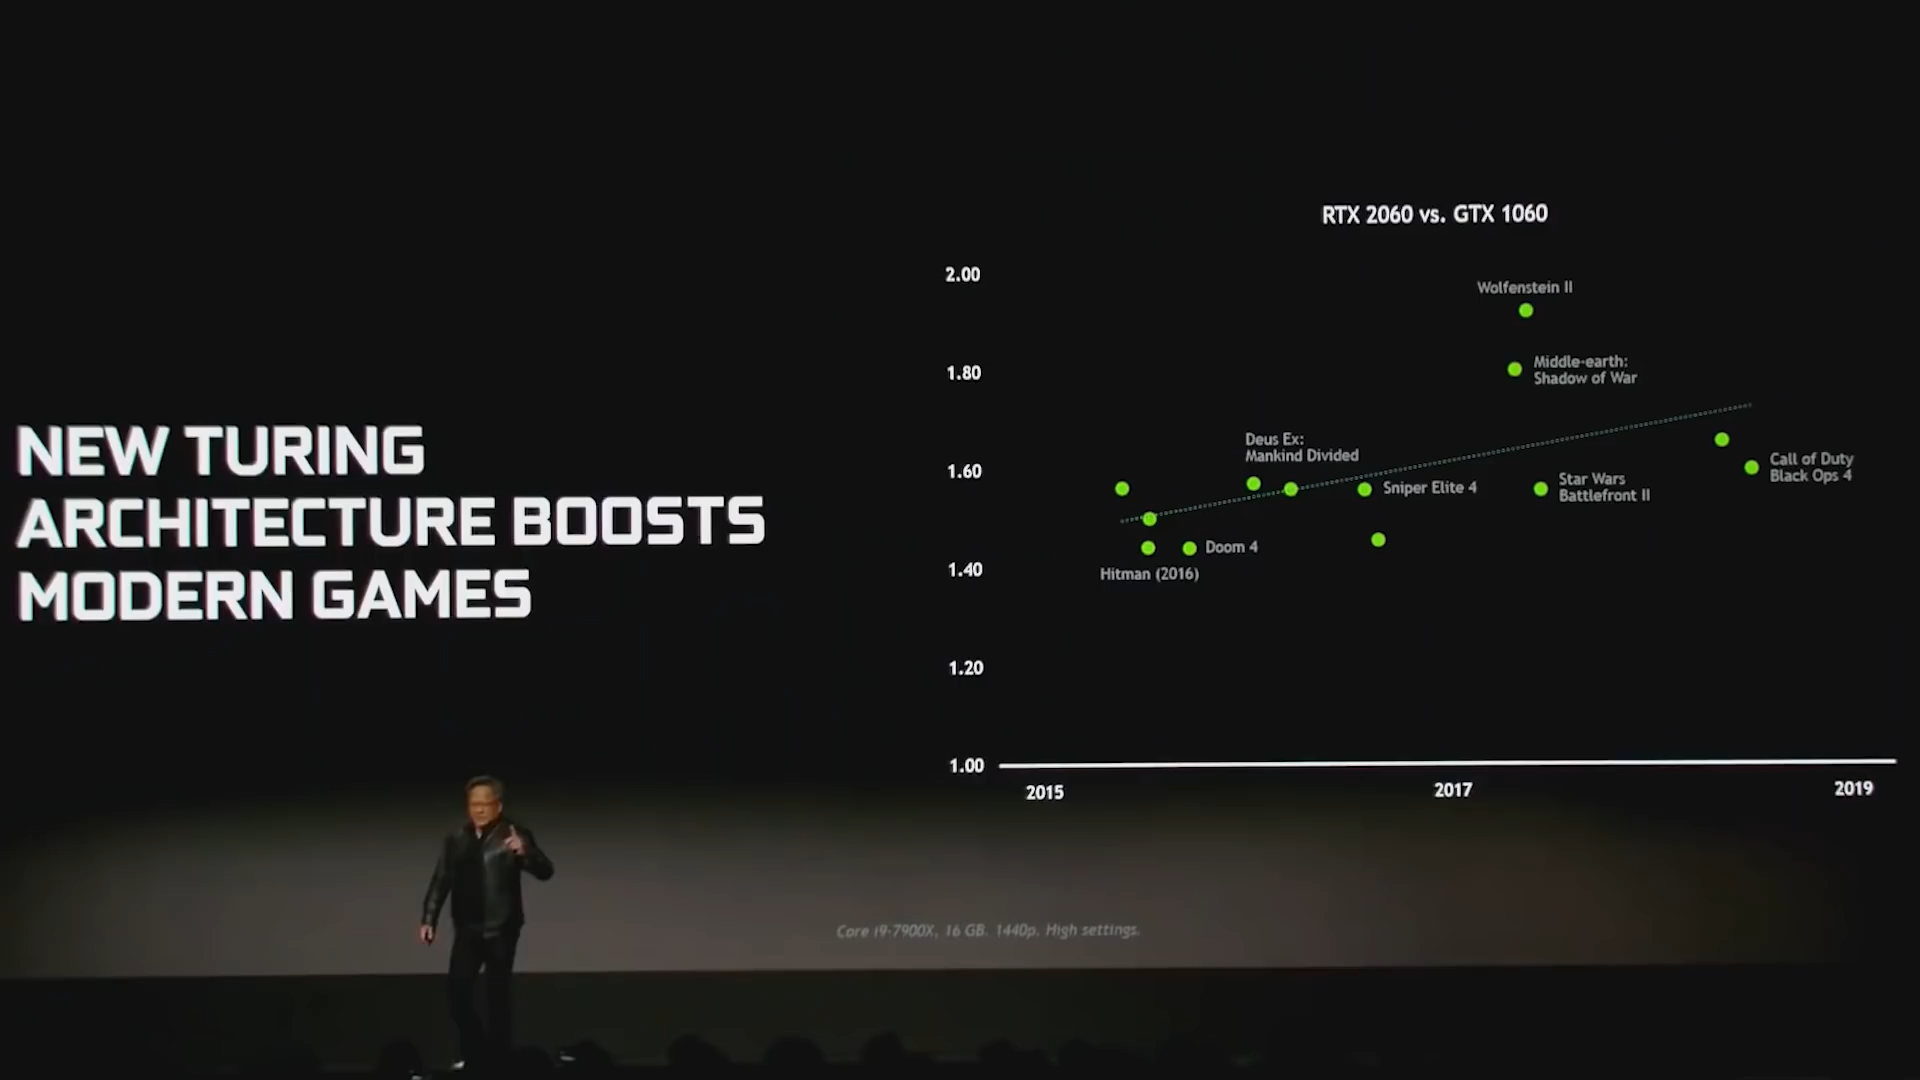 NEW TURING
ARCHITECTURE BOOSTS
MODERN GAMES
RTX 2060 vs. GTX 1060
2.00
1.80
1.60
1.40
1.20
1.00
Wolfenstein II
Middle-earth:
Shadow of War
Deus Ex:
Mankind Divided
Sniper Elite 4
Star Wars
Battlefront II
Call of Duty
Black Ops 4
Doom 4
Hitman (2016)
2015
2017
2019
Core i9-7900X, 16 GB. 1440p. High settings.